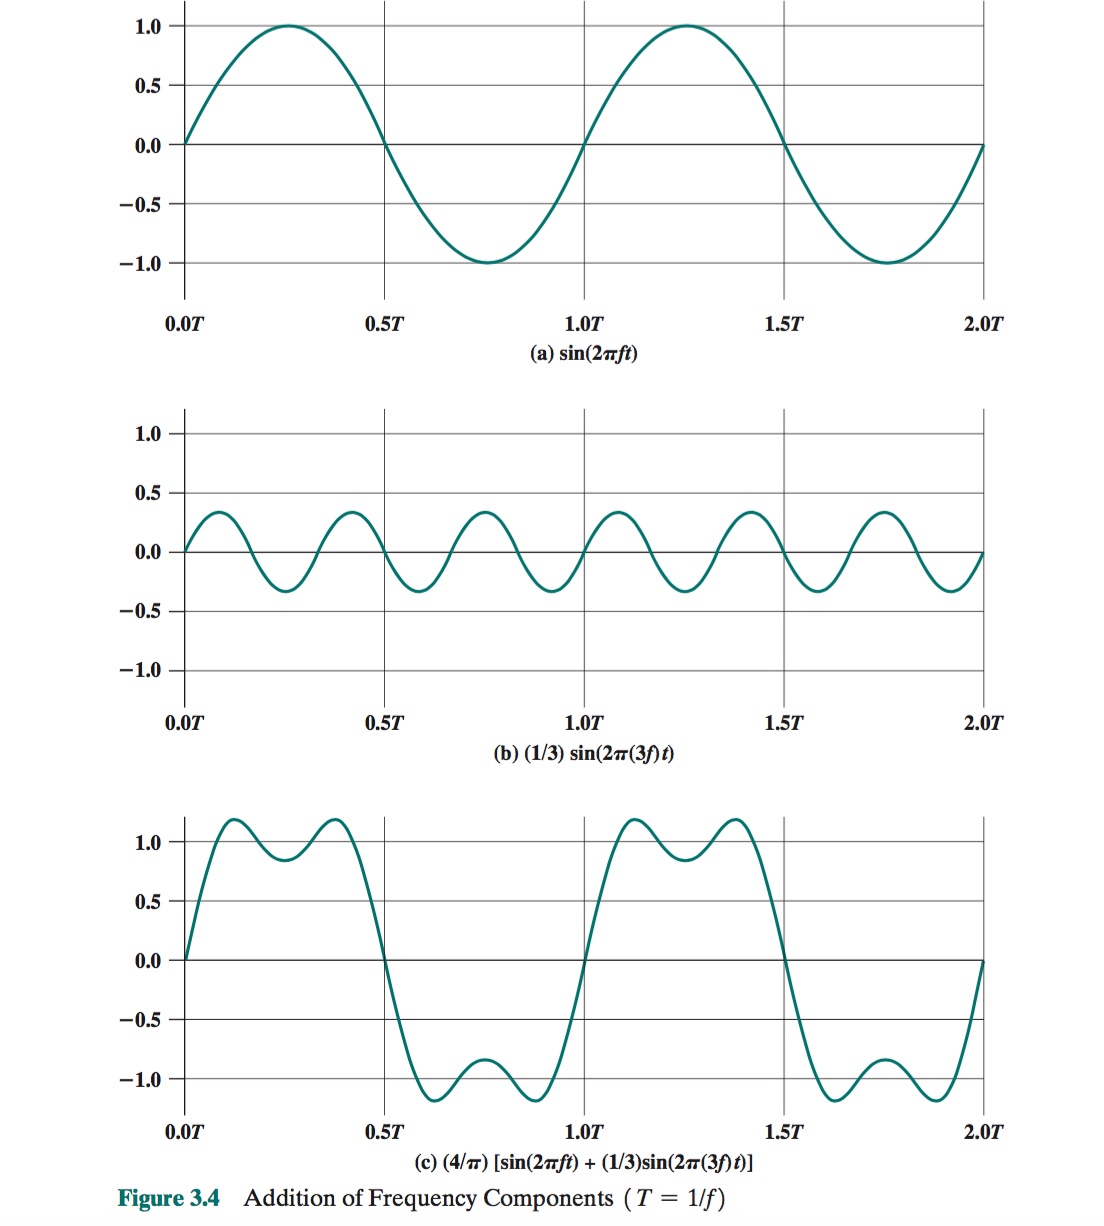 1.0
0.5
0.0
−0.5
−1.0
0.0T 0.5T 1.0T 1.5T 2.0T
(a) sin(2πft)
1.0
0.5
0.0
−0.5
−1.0
0.0T 0.5T 1.0T 1.5T 2.0T
(b) (1/3) sin(2π(3f)t)
1.0
0.5
0.0
−0.5
−1.0
0.0T 0.5T 1.0T 1.5T 2.0T
(c) (4/π) [sin(2πft) + (1/3)sin(2π(3f)t)]
Figure 3.4 Addition of Frequency Components (T = 1/f)